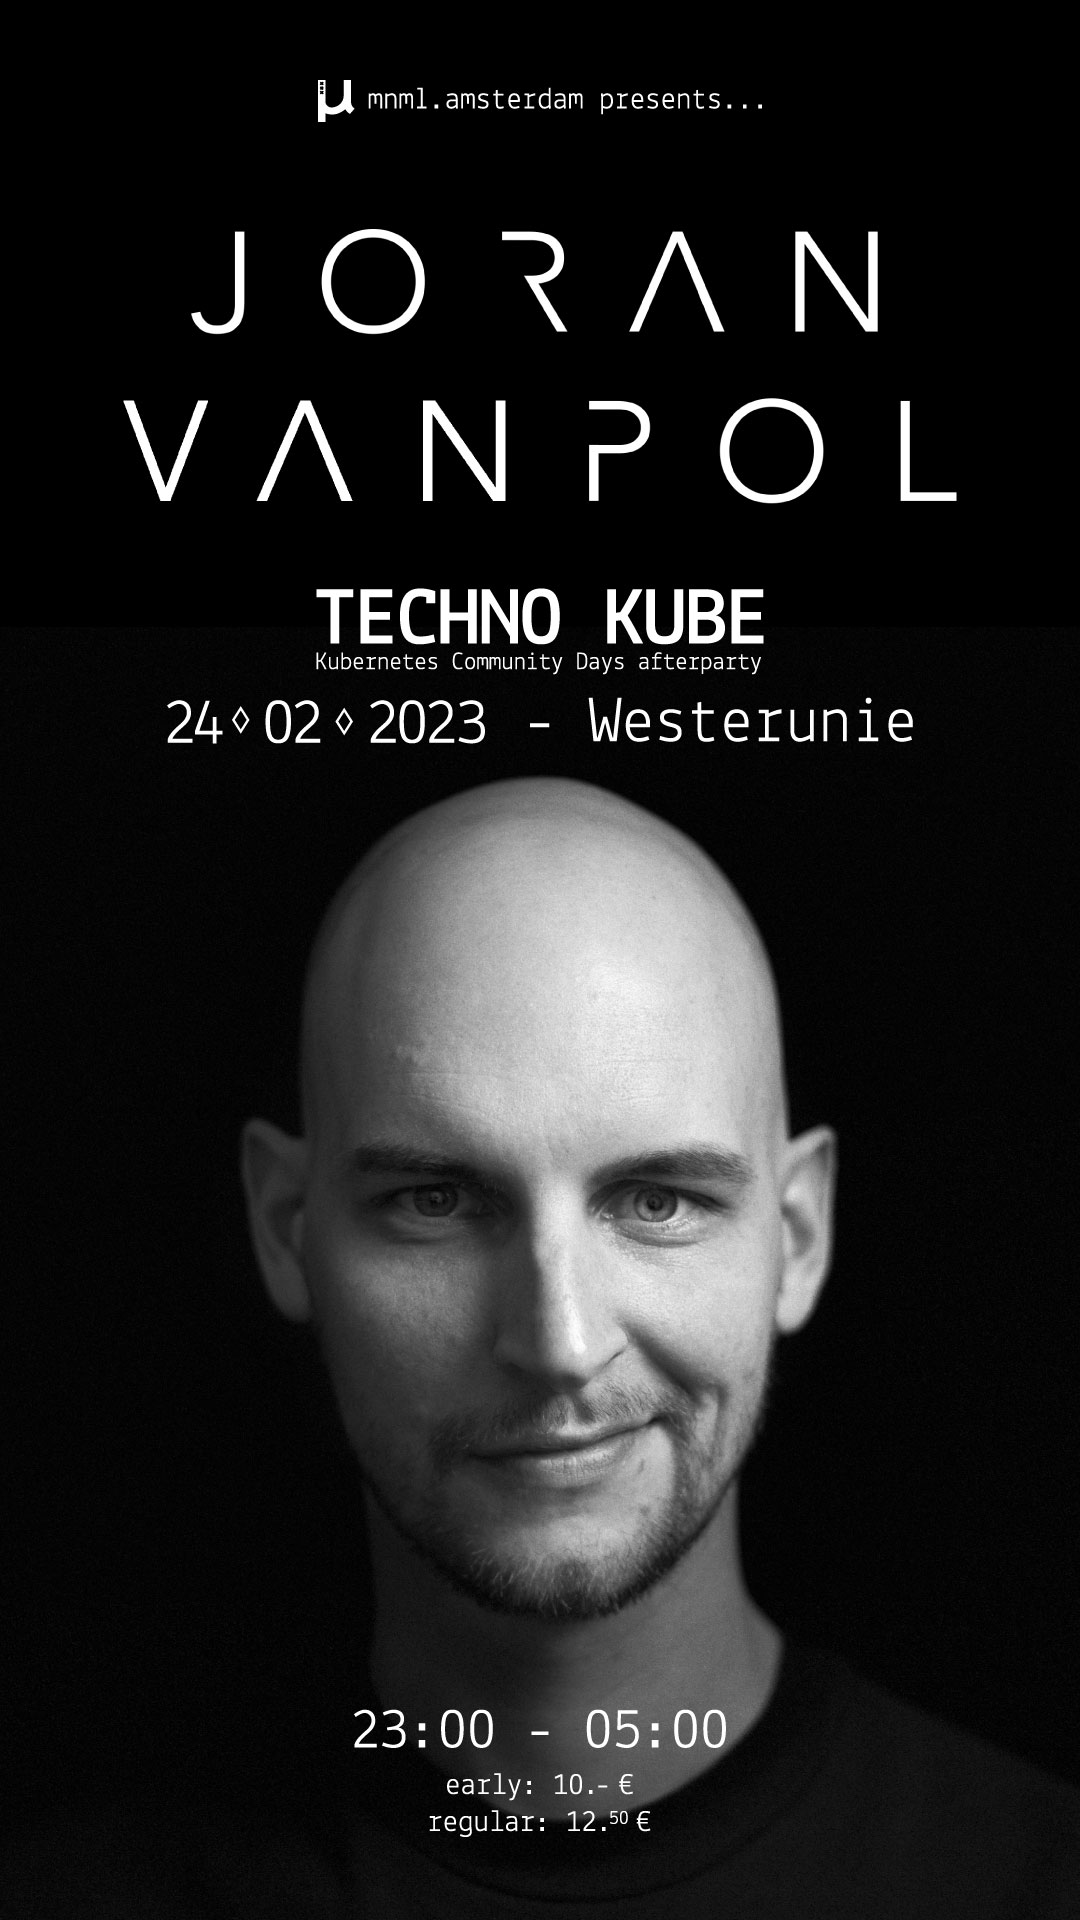 µ mnml.amsterdam presents...
JORAN
VANPOL
TECHNO KUBE
Kubernetes Community Days afterparty
24◊02◊2023 - Westerunie
23:00 - 05:00
early: 10.- €
regular: 12.50 €